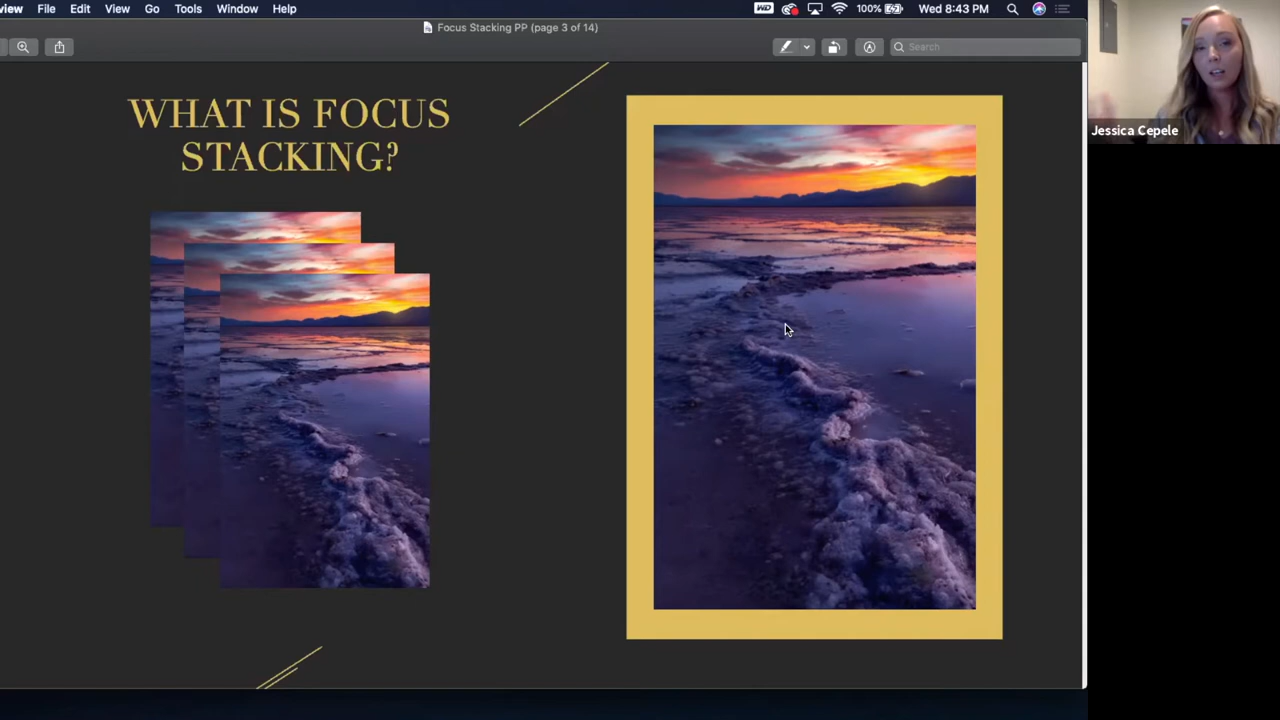 view File Edit View Go Tools Window Help 100% Wed 8:43 PM
Focus Stacking PP (page 3 of 14)
Search
WHAT IS FOCUS
STACKING?
Jessica Cepele